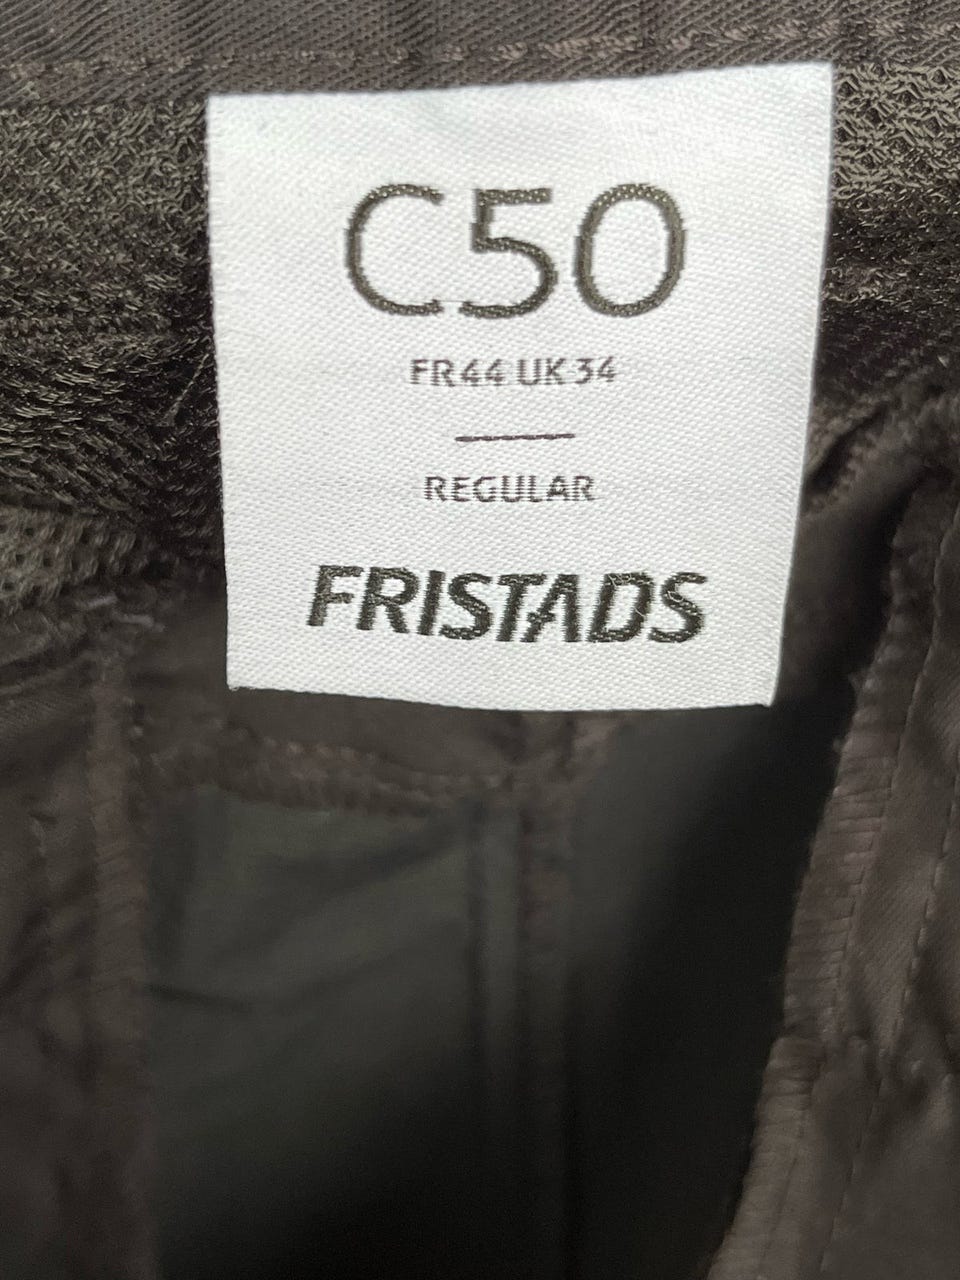 C50
FR44 UK34
REGULAR
FRISTADS